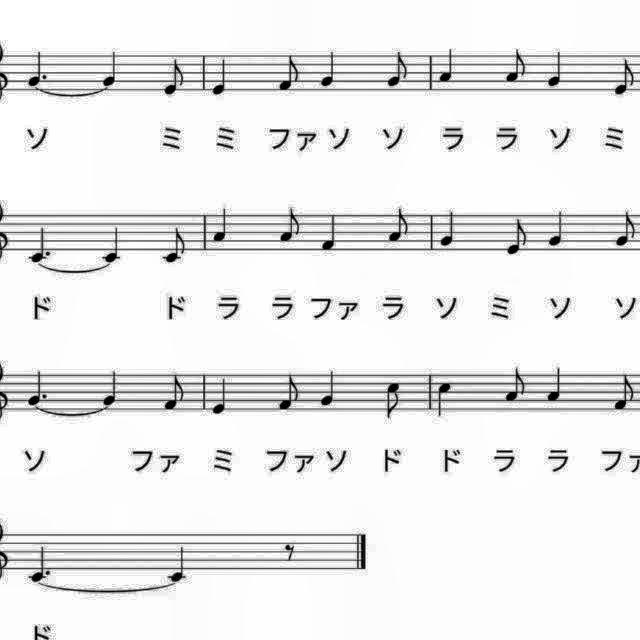 ソ ミ ミ ファ ソ ソ ラ ラ ソ ミ
ド ド ラ ラ ファ ラ ソ ミ ソ ソ
ソ ファ ミ ファ ソ ド ド ラ ラ ファ
ド